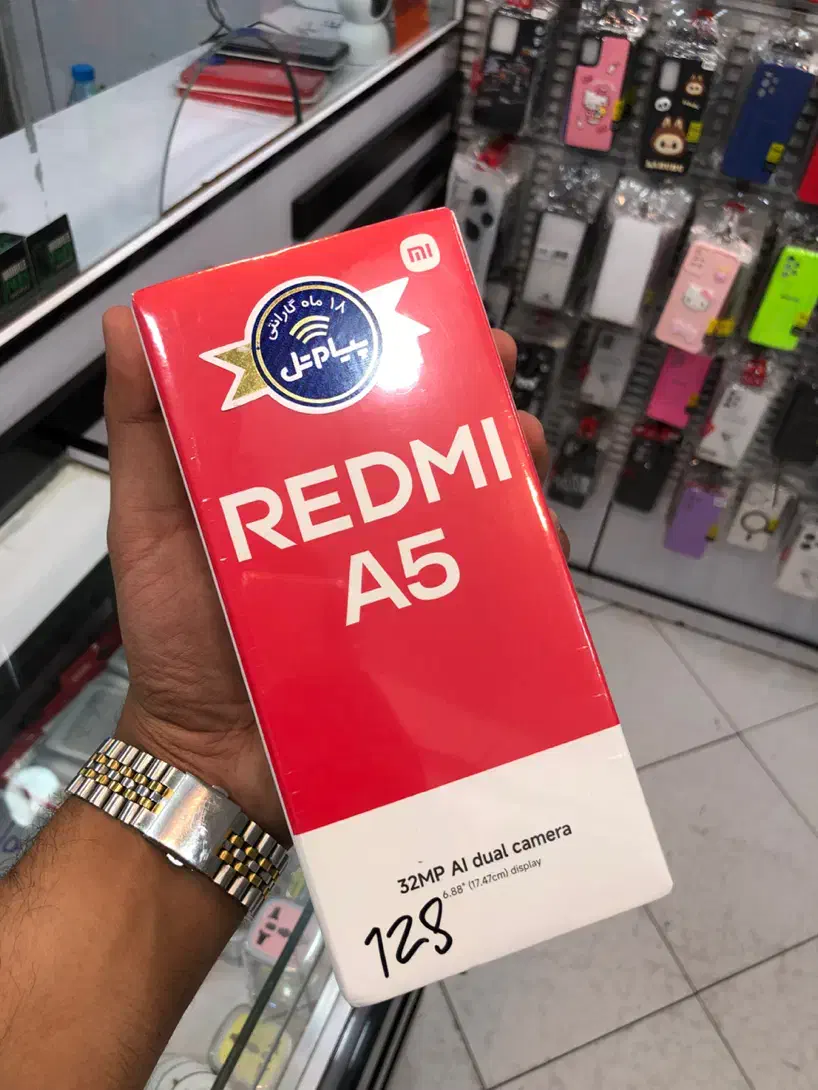 mi
۱۸ ماه گارانتی
پیام‌تل
REDMI
A5
32MP AI dual camera
6.88" (17.47cm) display
128